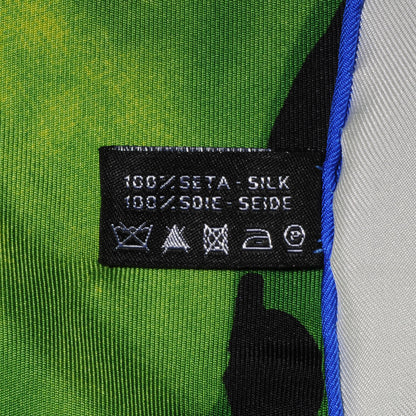 100% SETA - SILK
100% SOIE - SEIDE